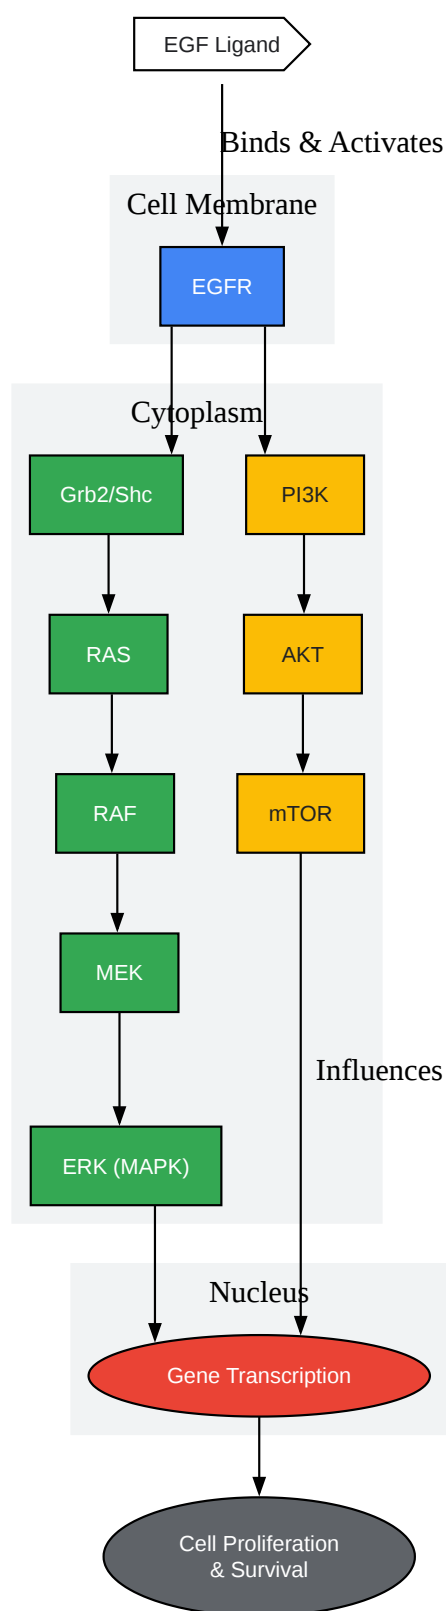 EGF Ligand
Binds & Activates
Cell Membrane
EGFR
Cytoplasm
Grb2/Shc
PI3K
RAS
AKT
RAF
mTOR
MEK
Influences
ERK (MAPK)
Nucleus
Gene Transcription
Cell Proliferation
& Survival